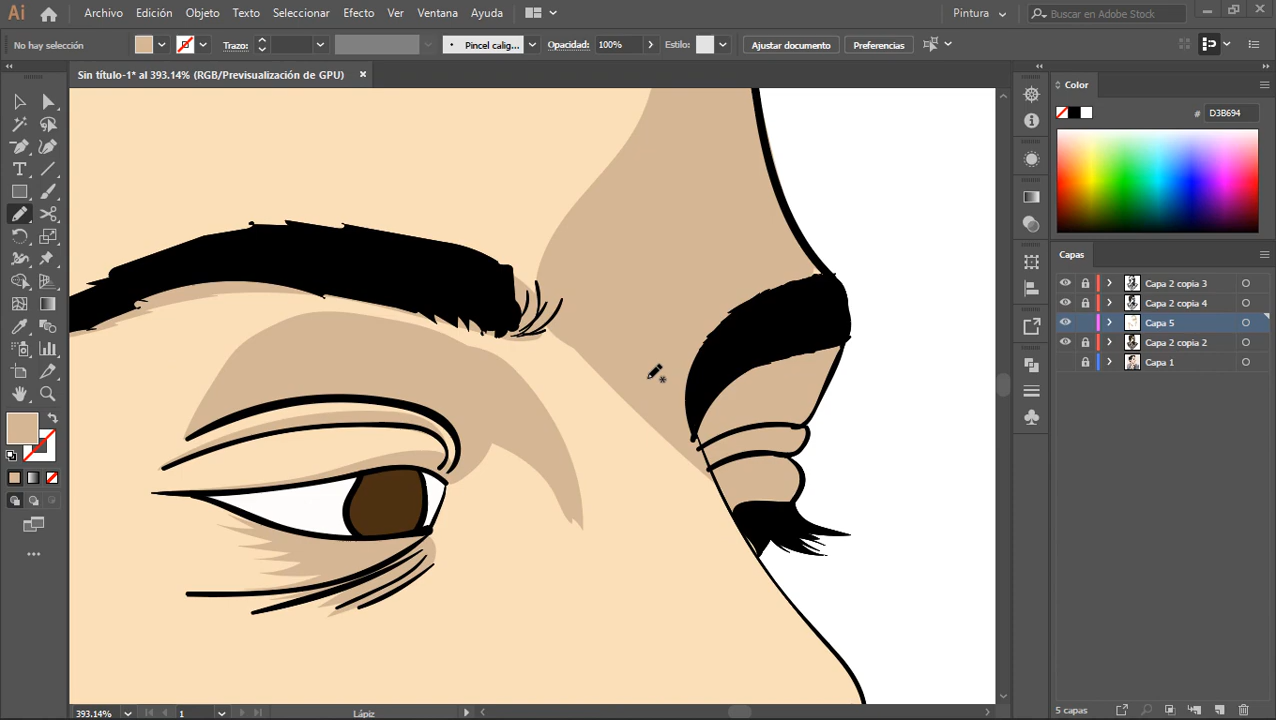 Ai Archivo Edición Objeto Texto Seleccionar Efecto Ver Ventana Ayuda Pintura Buscar en Adobe Stock
No hay selección Trazo: Pincel calig... Opacidad: 100% Estilo: Ajustar documento Preferencias
Sin título-1* al 393.14% (RGB/Previsualización de GPU)
Color
# D3B694
Capas
Capa 2 copia 3
Capa 2 copia 4
Capa 5
Capa 2 copia 2
Capa 1
393.14% 1 Lápiz 5 capas